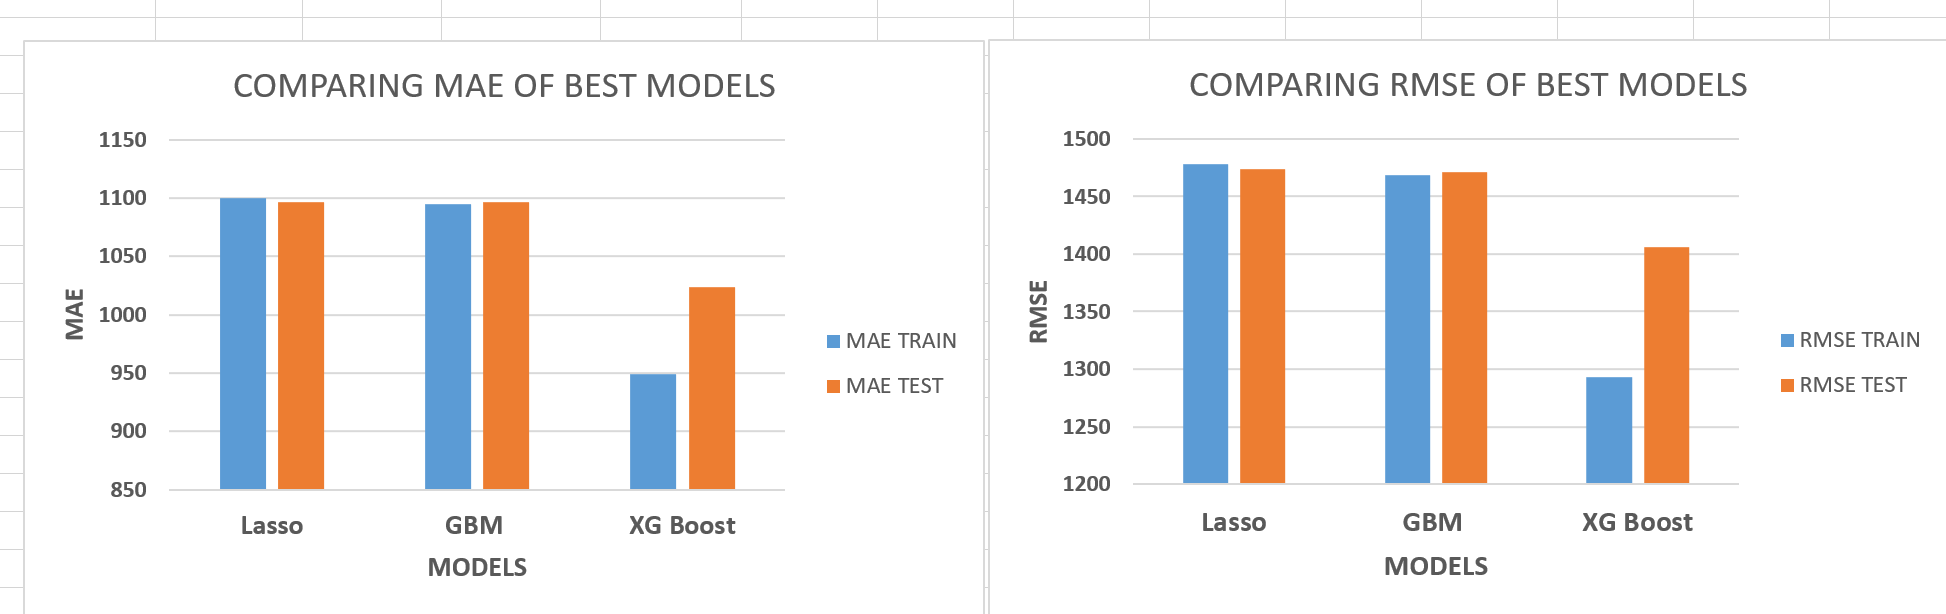 COMPARING MAE OF BEST MODELS
1150
1100
1050
1000
950
900
850
MAE
Lasso GBM XG Boost
MODELS
MAE TRAIN
MAE TEST
COMPARING RMSE OF BEST MODELS
1500
1450
1400
1350
1300
1250
1200
RMSE
Lasso GBM XG Boost
MODELS
RMSE TRAIN
RMSE TEST